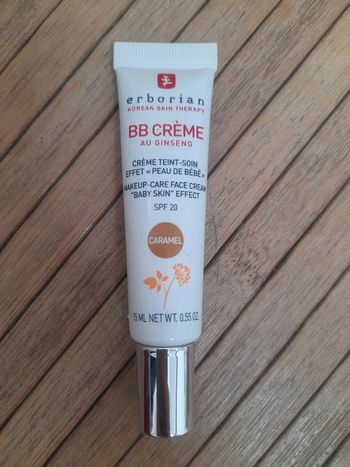 erborian
KOREAN SKIN THERAPY
BB CRÈME
AU GINSENG
CRÈME TEINT-SOIN
EFFET « PEAU DE BÉBÉ »
MAKEUP-CARE FACE CREAM
"BABY SKIN" EFFECT
SPF 20
CARAMEL
15 ML NET WT. 0.55 OZ.